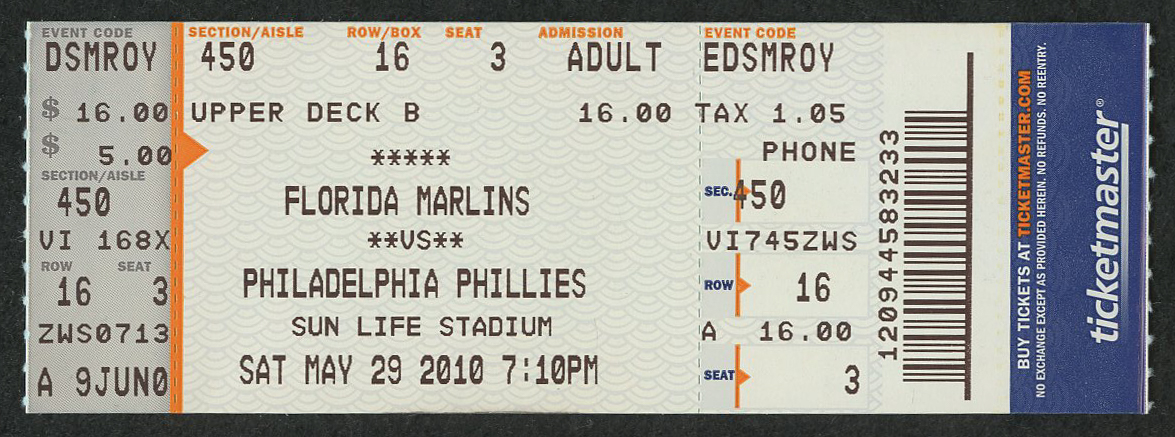 EVENT CODE
DSMROY
$ 16.00
$ 5.00
SECTION/AISLE
450
VI 168X
ROW SEAT
16 3
ZWS0713
A 9JUN0
SECTION/AISLE ROW/BOX SEAT ADMISSION
450 16 3 ADULT
UPPER DECK B 16.00
*****
FLORIDA MARLINS
**VS**
PHILADELPHIA PHILLIES
SUN LIFE STADIUM
SAT MAY 29 2010 7:10PM
EVENT CODE
EDSMROY
TAX 1.05
PHONE
SEC. 450
VI745ZWS
ROW 16
A 16.00
SEAT 3
120944583233
BUY TICKETS AT TICKETMASTER.COM
NO EXCHANGE EXCEPT AS PROVIDED HEREIN. NO REFUNDS. NO REENTRY.
ticketmaster®